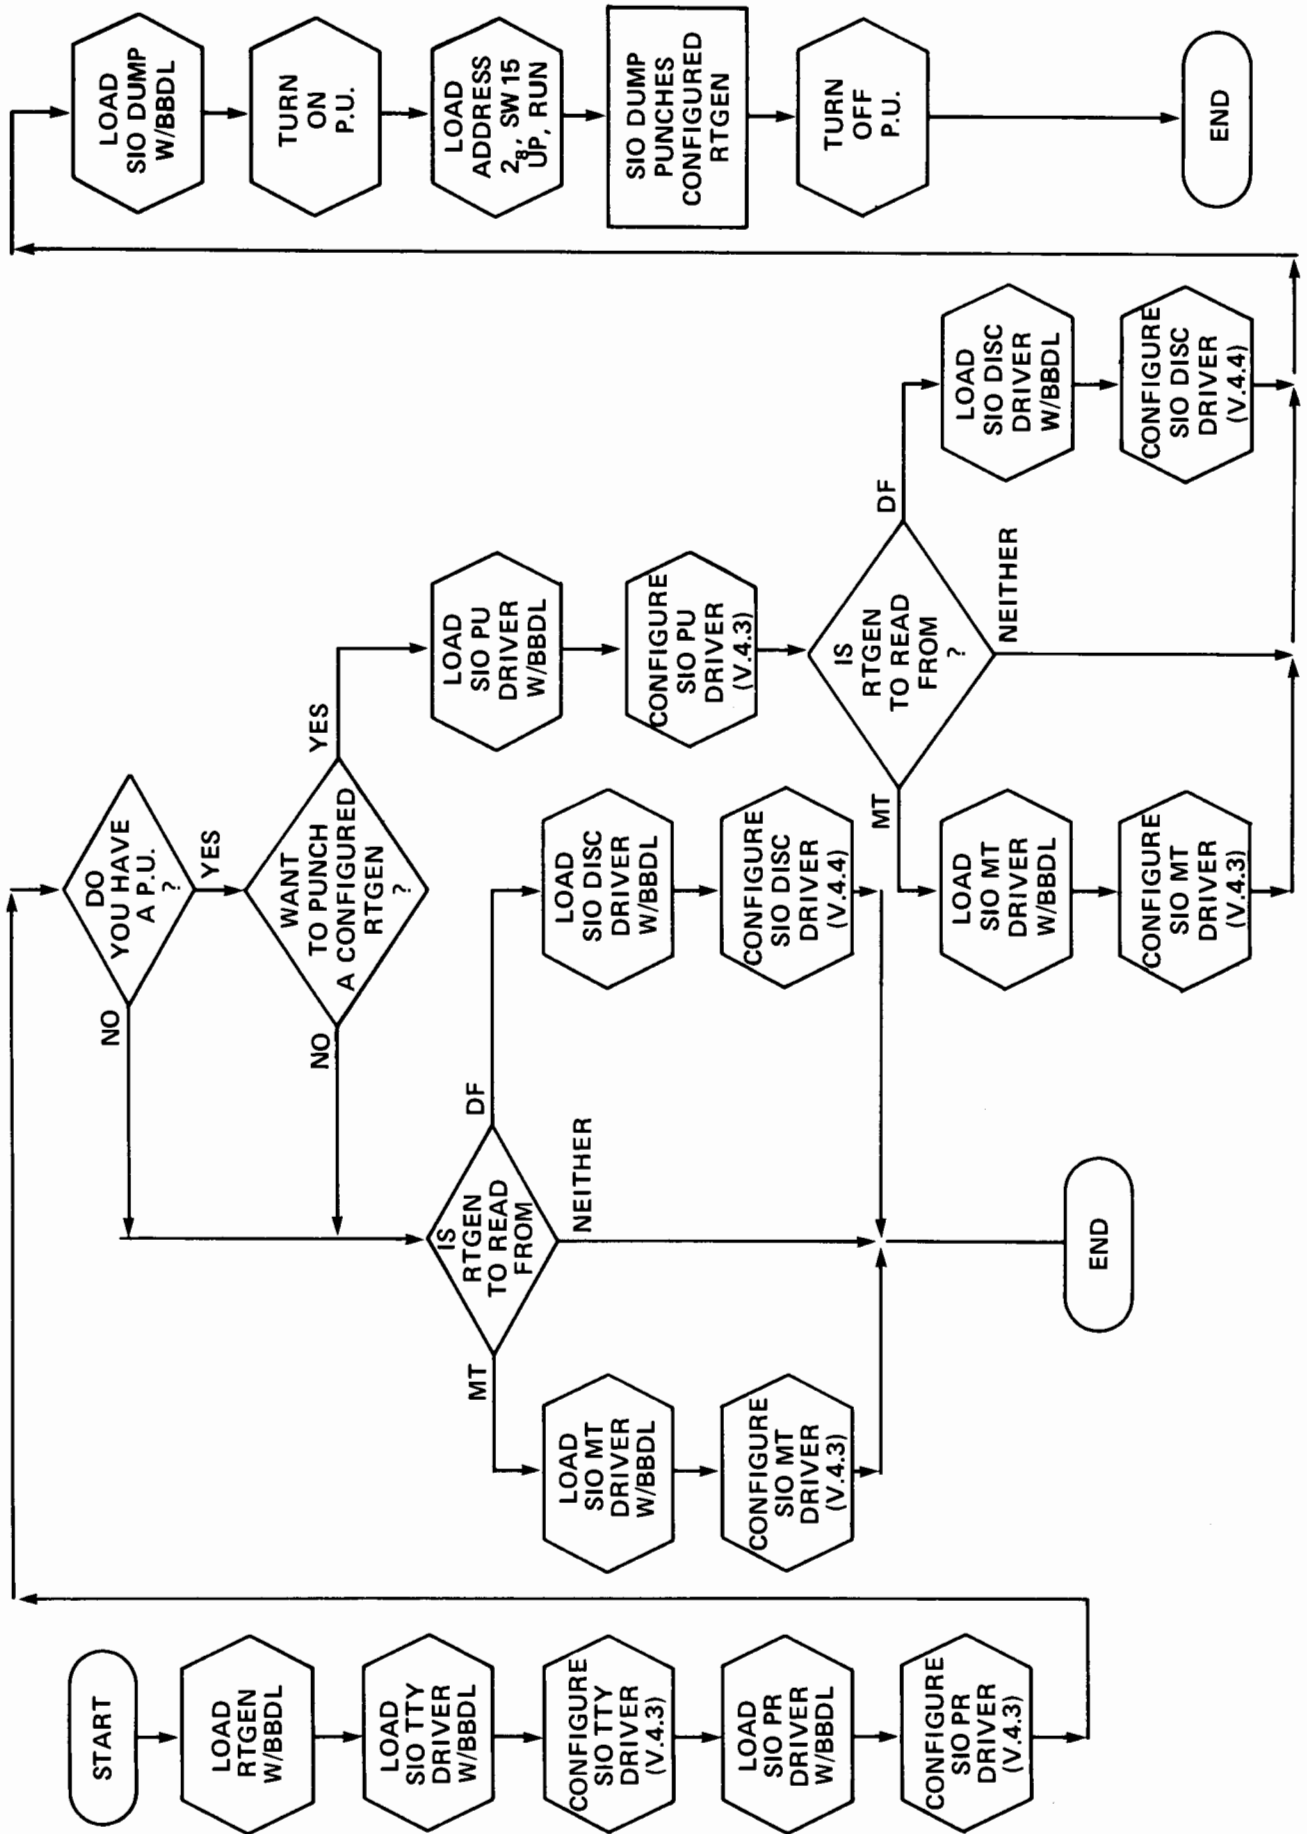 START
LOAD
RTGEN
W/BBDL
LOAD
SIO TTY
DRIVER
W/BBDL
CONFIGURE
SIO TTY
DRIVER
(V.4.3)
LOAD
SIO PR
DRIVER
W/BBDL
CONFIGURE
SIO PR
DRIVER
(V.4.3)
DO
YOU HAVE
A P.U.
?
NO
YES
WANT
TO PUNCH
A CONFIGURED
RTGEN
?
NO
YES
IS
RTGEN
TO READ
FROM
MT
DF
NEITHER
LOAD
SIO MT
DRIVER
W/BBDL
CONFIGURE
SIO MT
DRIVER
(V.4.3)
LOAD
SIO DISC
DRIVER
W/BBDL
CONFIGURE
SIO DISC
DRIVER
(V.4.4)
END
LOAD
SIO PU
DRIVER
W/BBDL
CONFIGURE
SIO PU
DRIVER
(V.4.3)
IS
RTGEN
TO READ
FROM
?
MT
DF
NEITHER
LOAD
SIO MT
DRIVER
W/BBDL
CONFIGURE
SIO MT
DRIVER
(V.4.3)
LOAD
SIO DISC
DRIVER
W/BBDL
CONFIGURE
SIO DISC
DRIVER
(V.4.4)
LOAD
SIO DUMP
W/BBDL
TURN
ON
P.U.
LOAD
ADDRESS
2₈, SW 15
UP, RUN
SIO DUMP
PUNCHES
CONFIGURED
RTGEN
TURN
OFF
P.U.
END